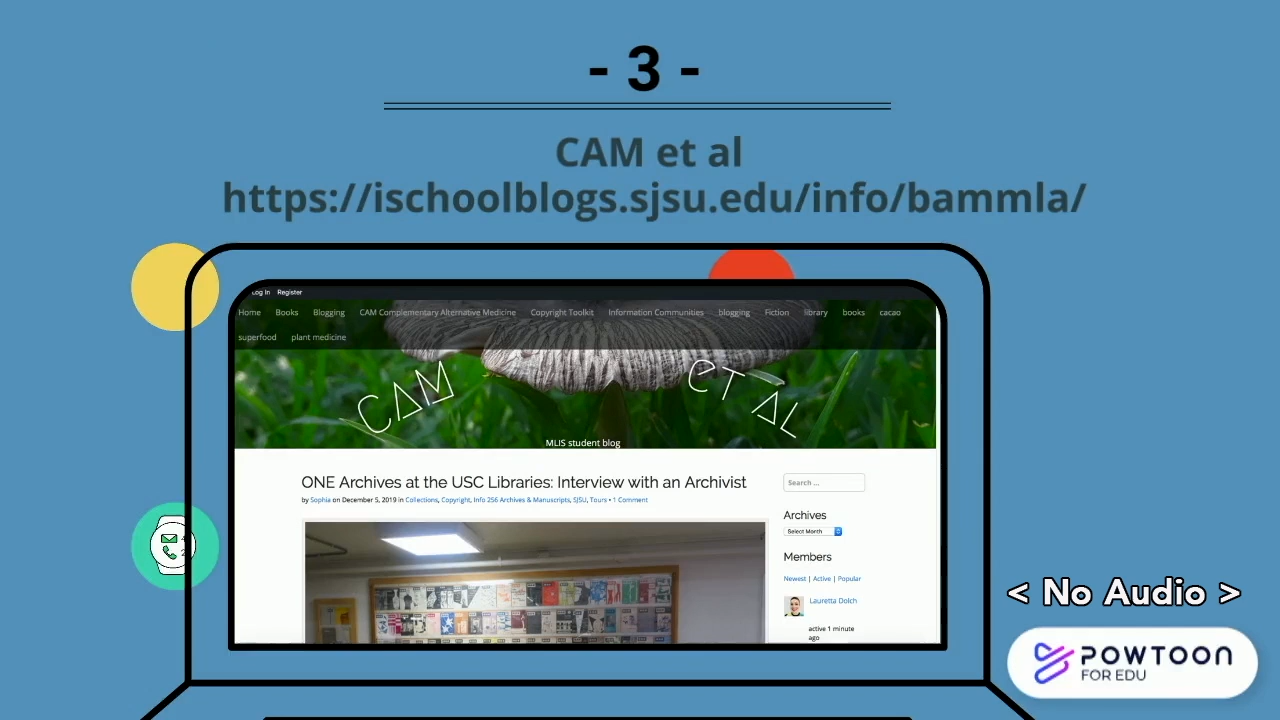 - 3 -
CAM et al
https://ischoolblogs.sjsu.edu/info/bammla/
Log In Register
Home Books Blogging CAM Complementary Alternative Medicine Copyright Toolkit Information Communities blogging Fiction library books cacao
superfood plant medicine
CAM et AL
MLIS student blog
ONE Archives at the USC Libraries: Interview with an Archivist
by Sophia on December 5, 2019 in Collections, Copyright, Info 256 Archives & Manuscripts, SJSU, Tours • 1 Comment
Search ...
Archives
Select Month
Members
Newest | Active | Popular
Lauretta Dolch
active 1 minute
ago
< No Audio >
POWTOON
FOR EDU